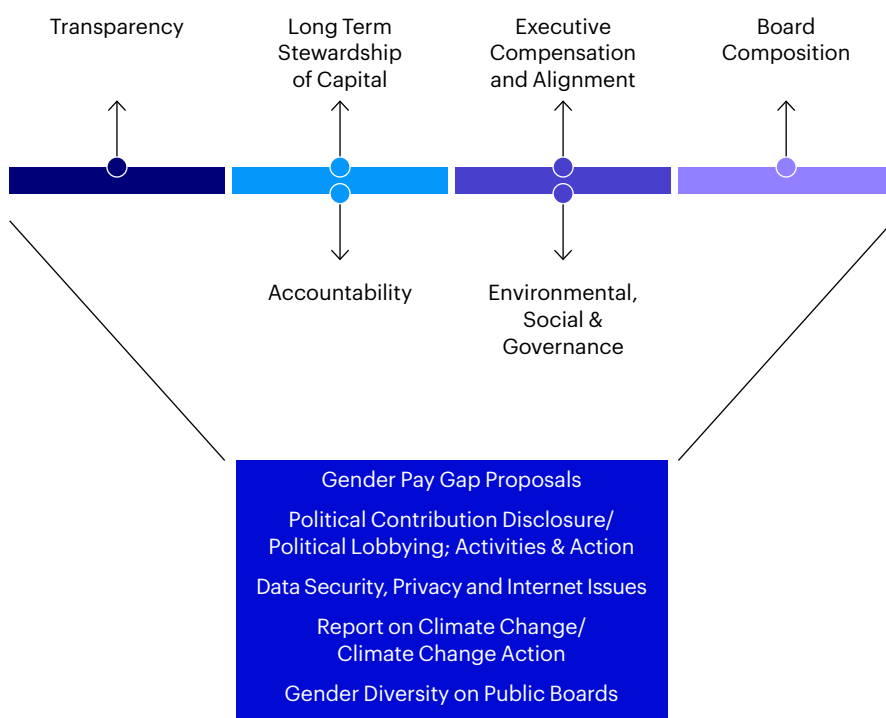 Transparency
Long Term
Stewardship
of Capital
Executive
Compensation
and Alignment
Board
Composition
Accountability
Environmental,
Social &
Governance
Gender Pay Gap Proposals
Political Contribution Disclosure/
Political Lobbying; Activities & Action
Data Security, Privacy and Internet Issues
Report on Climate Change/
Climate Change Action
Gender Diversity on Public Boards